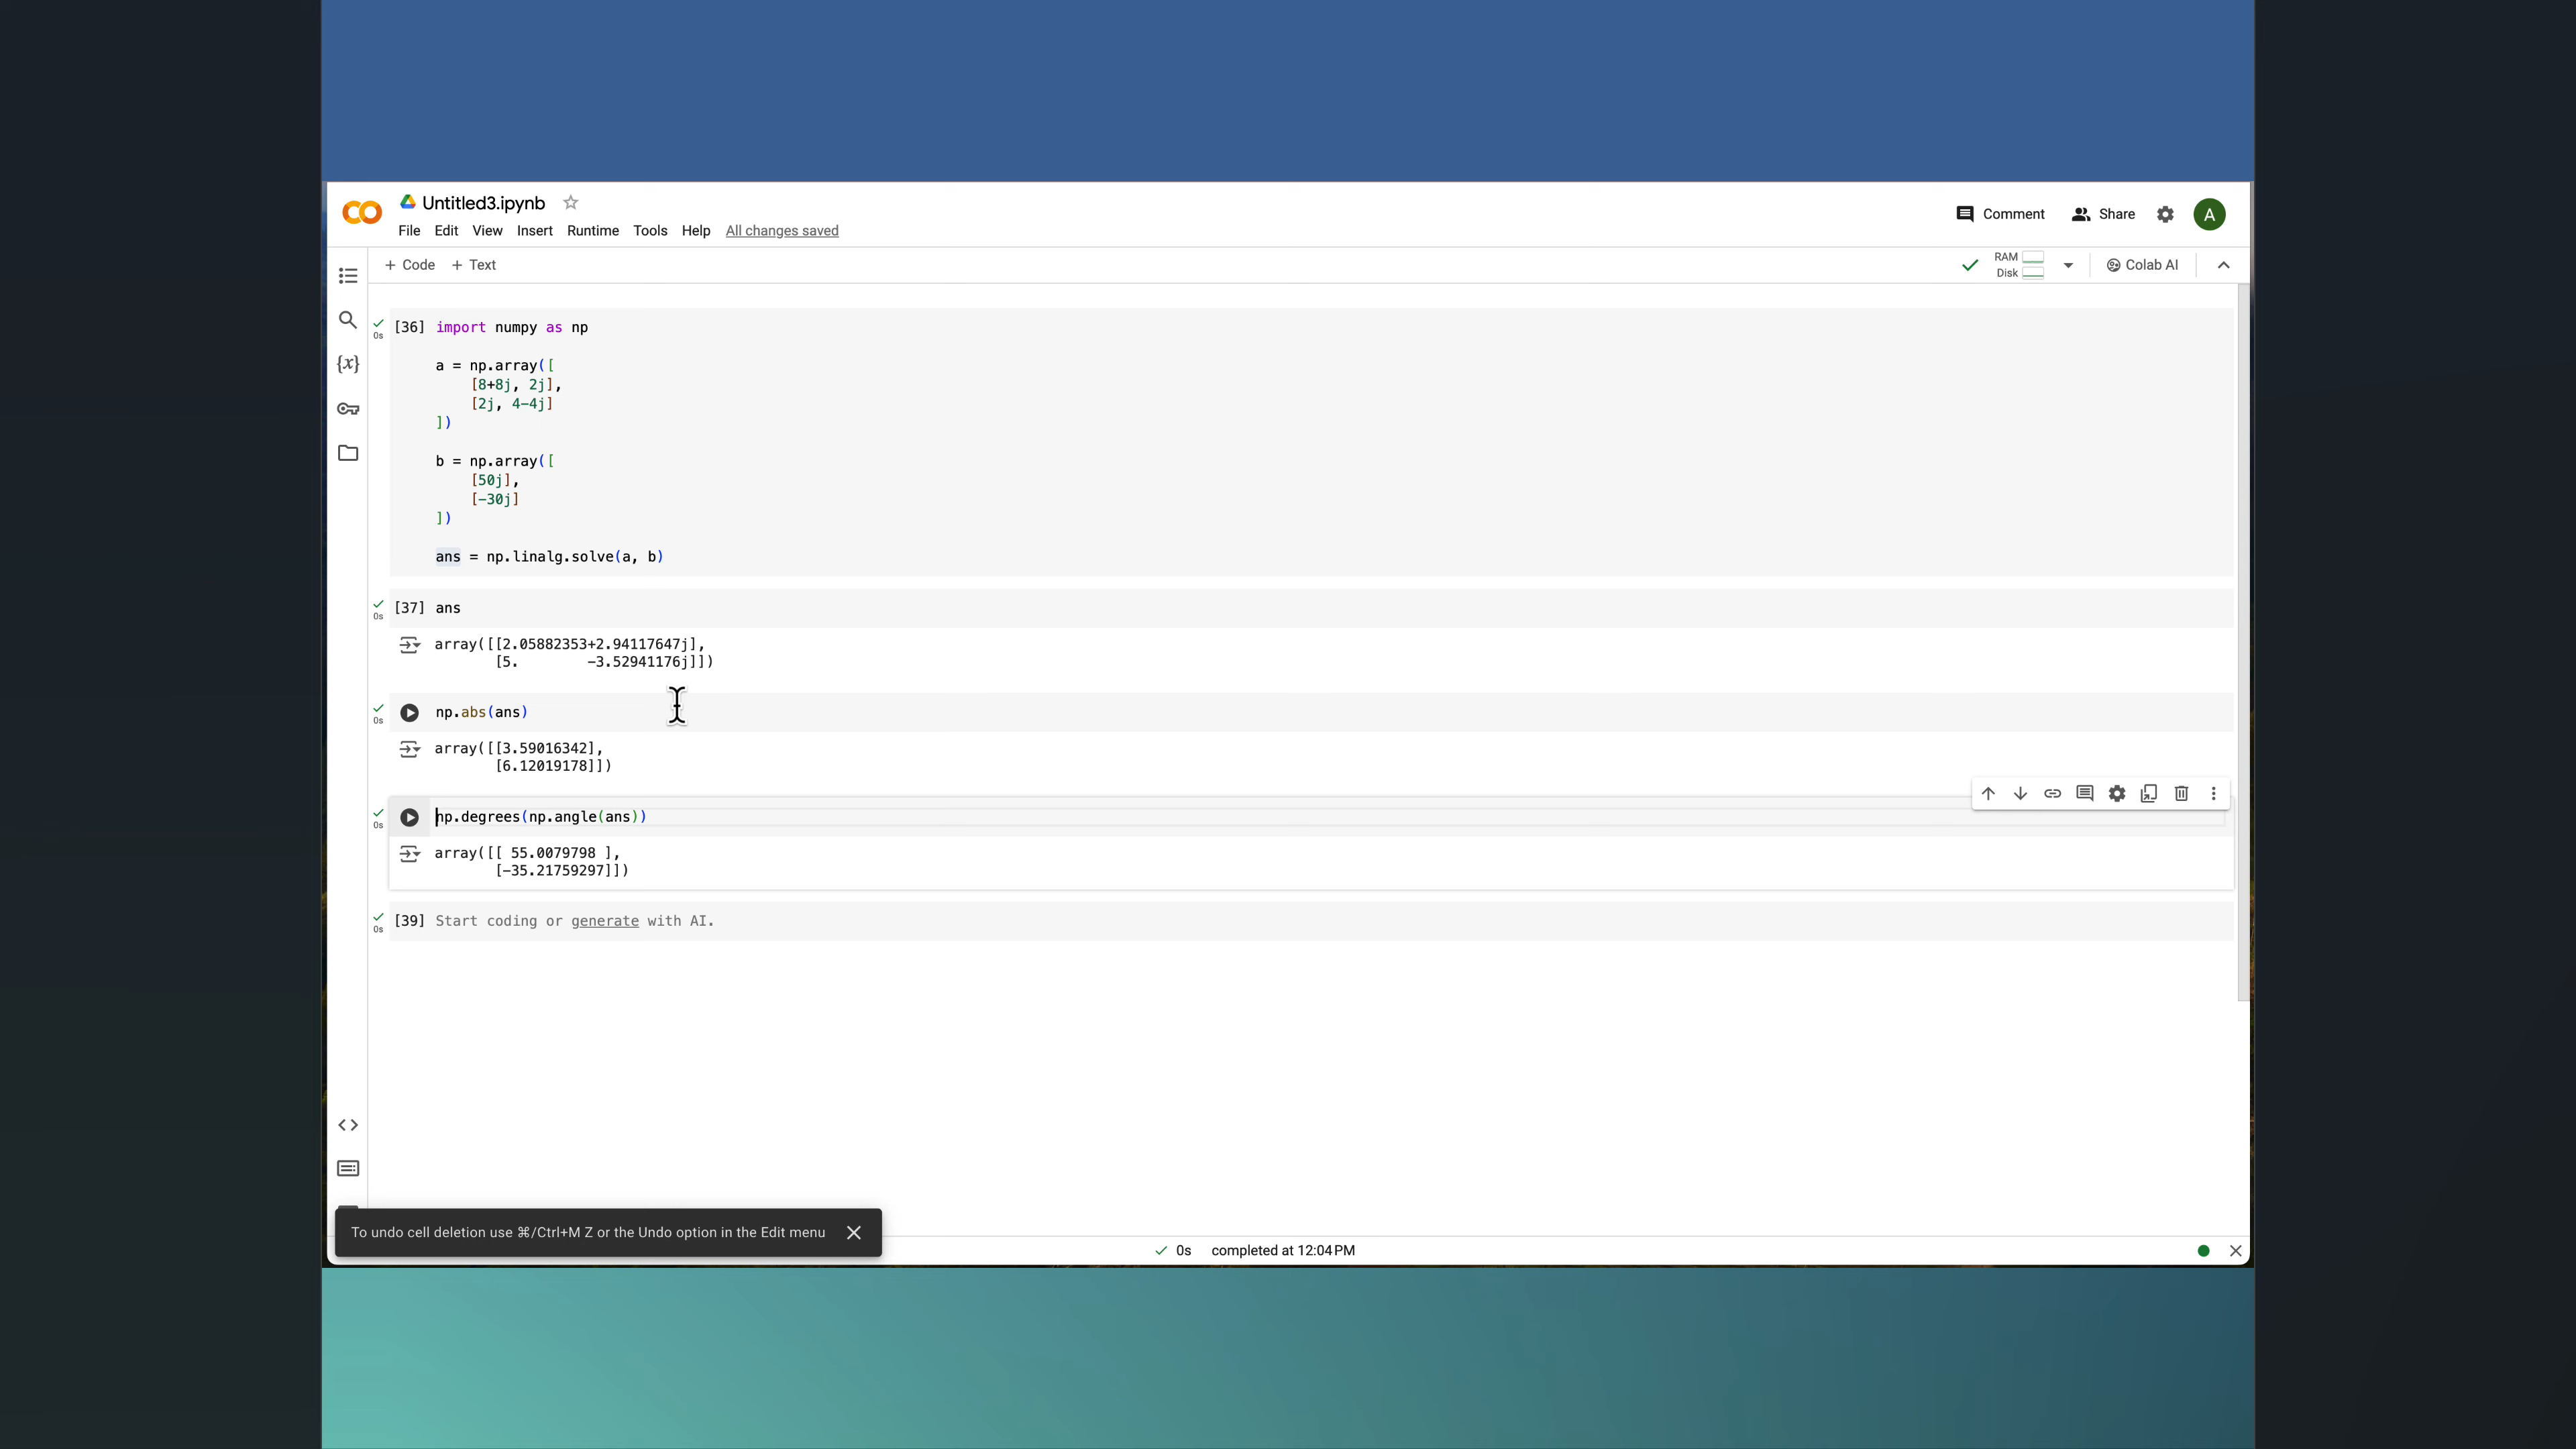 Untitled3.ipynb
Comment Share A
File Edit View Insert Runtime Tools Help All changes saved
+ Code + Text
RAM
Disk
Colab AI
0s
[36] import numpy as np
a = np.array([
[8+8j, 2j],
[2j, 4-4j]
])
b = np.array([
[50j],
[-30j]
])
ans = np.linalg.solve(a, b)
0s
[37] ans
array([[2.05882353+2.94117647j],
[5.        -3.52941176j]])
0s
np.abs(ans)
array([[3.59016342],
[6.12019178]])
0s
np.degrees(np.angle(ans))
array([[ 55.0079798 ],
[-35.21759297]])
0s
[39] Start coding or generate with AI.
To undo cell deletion use ⌘/Ctrl+M Z or the Undo option in the Edit menu
0s completed at 12:04 PM